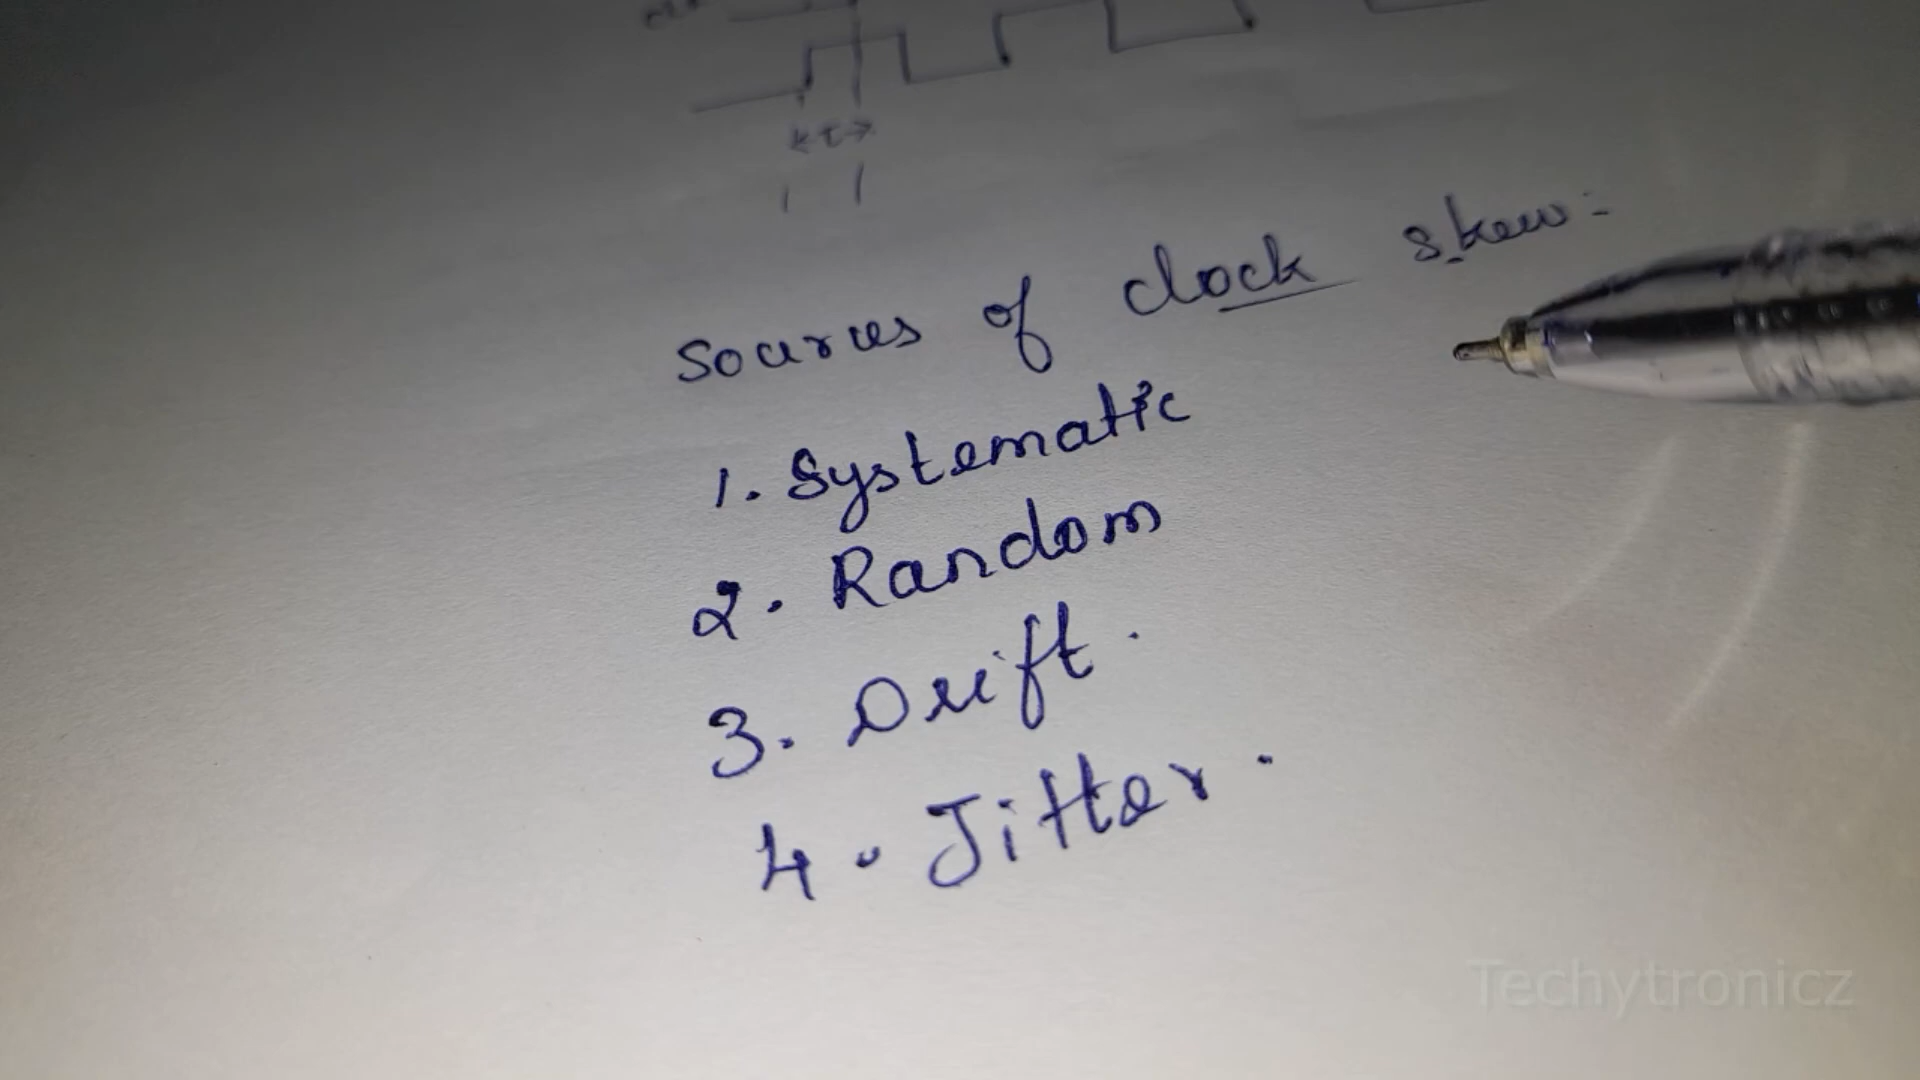 Sources of clock skew:-
1. Systematic
2. Random
3. Drift.
4. Jitter.
Techytronicz